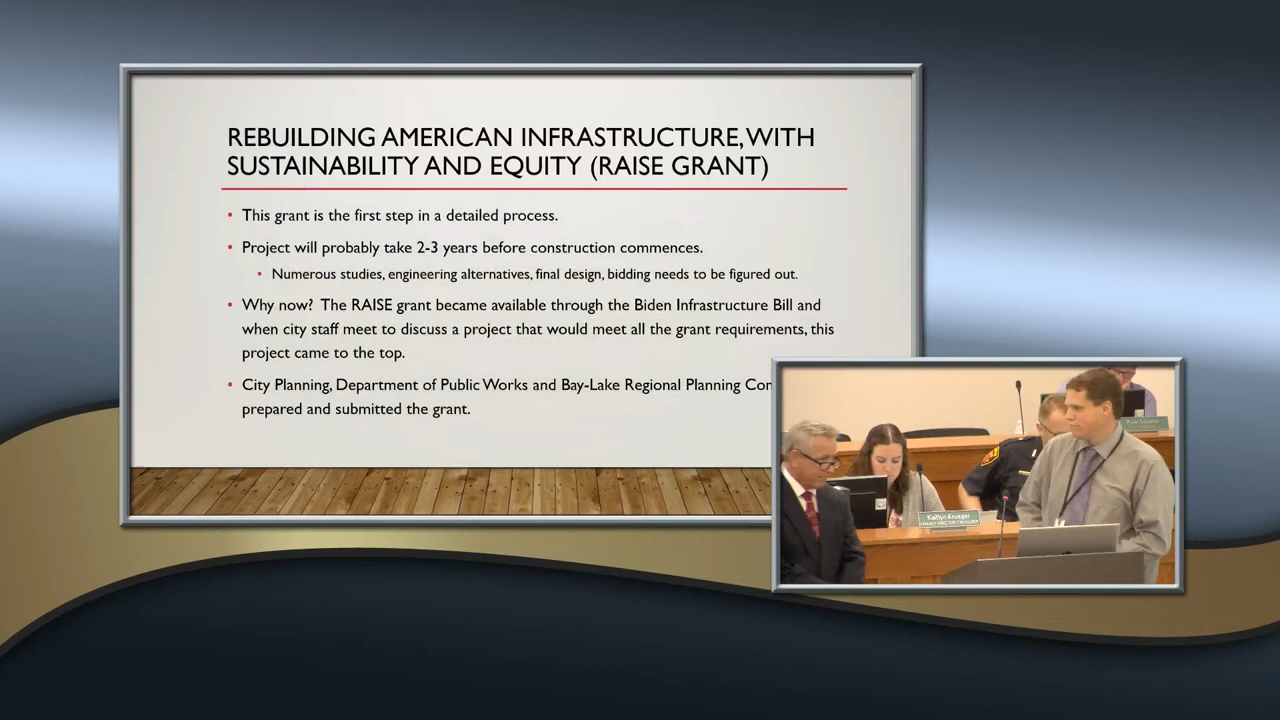 REBUILDING AMERICAN INFRASTRUCTURE, WITH
SUSTAINABILITY AND EQUITY (RAISE GRANT)
• This grant is the first step in a detailed process.
• Project will probably take 2-3 years before construction commences.
• Numerous studies, engineering alternatives, final design, bidding needs to be figured out.
• Why now? The RAISE grant became available through the Biden Infrastructure Bill and
when city staff meet to discuss a project that would meet all the grant requirements, this
project came to the top.
• City Planning, Department of Public Works and Bay-Lake Regional Planning Com
prepared and submitted the grant.
Kaitlyn Krueger
FINANCE DIRECTOR/TREASURER